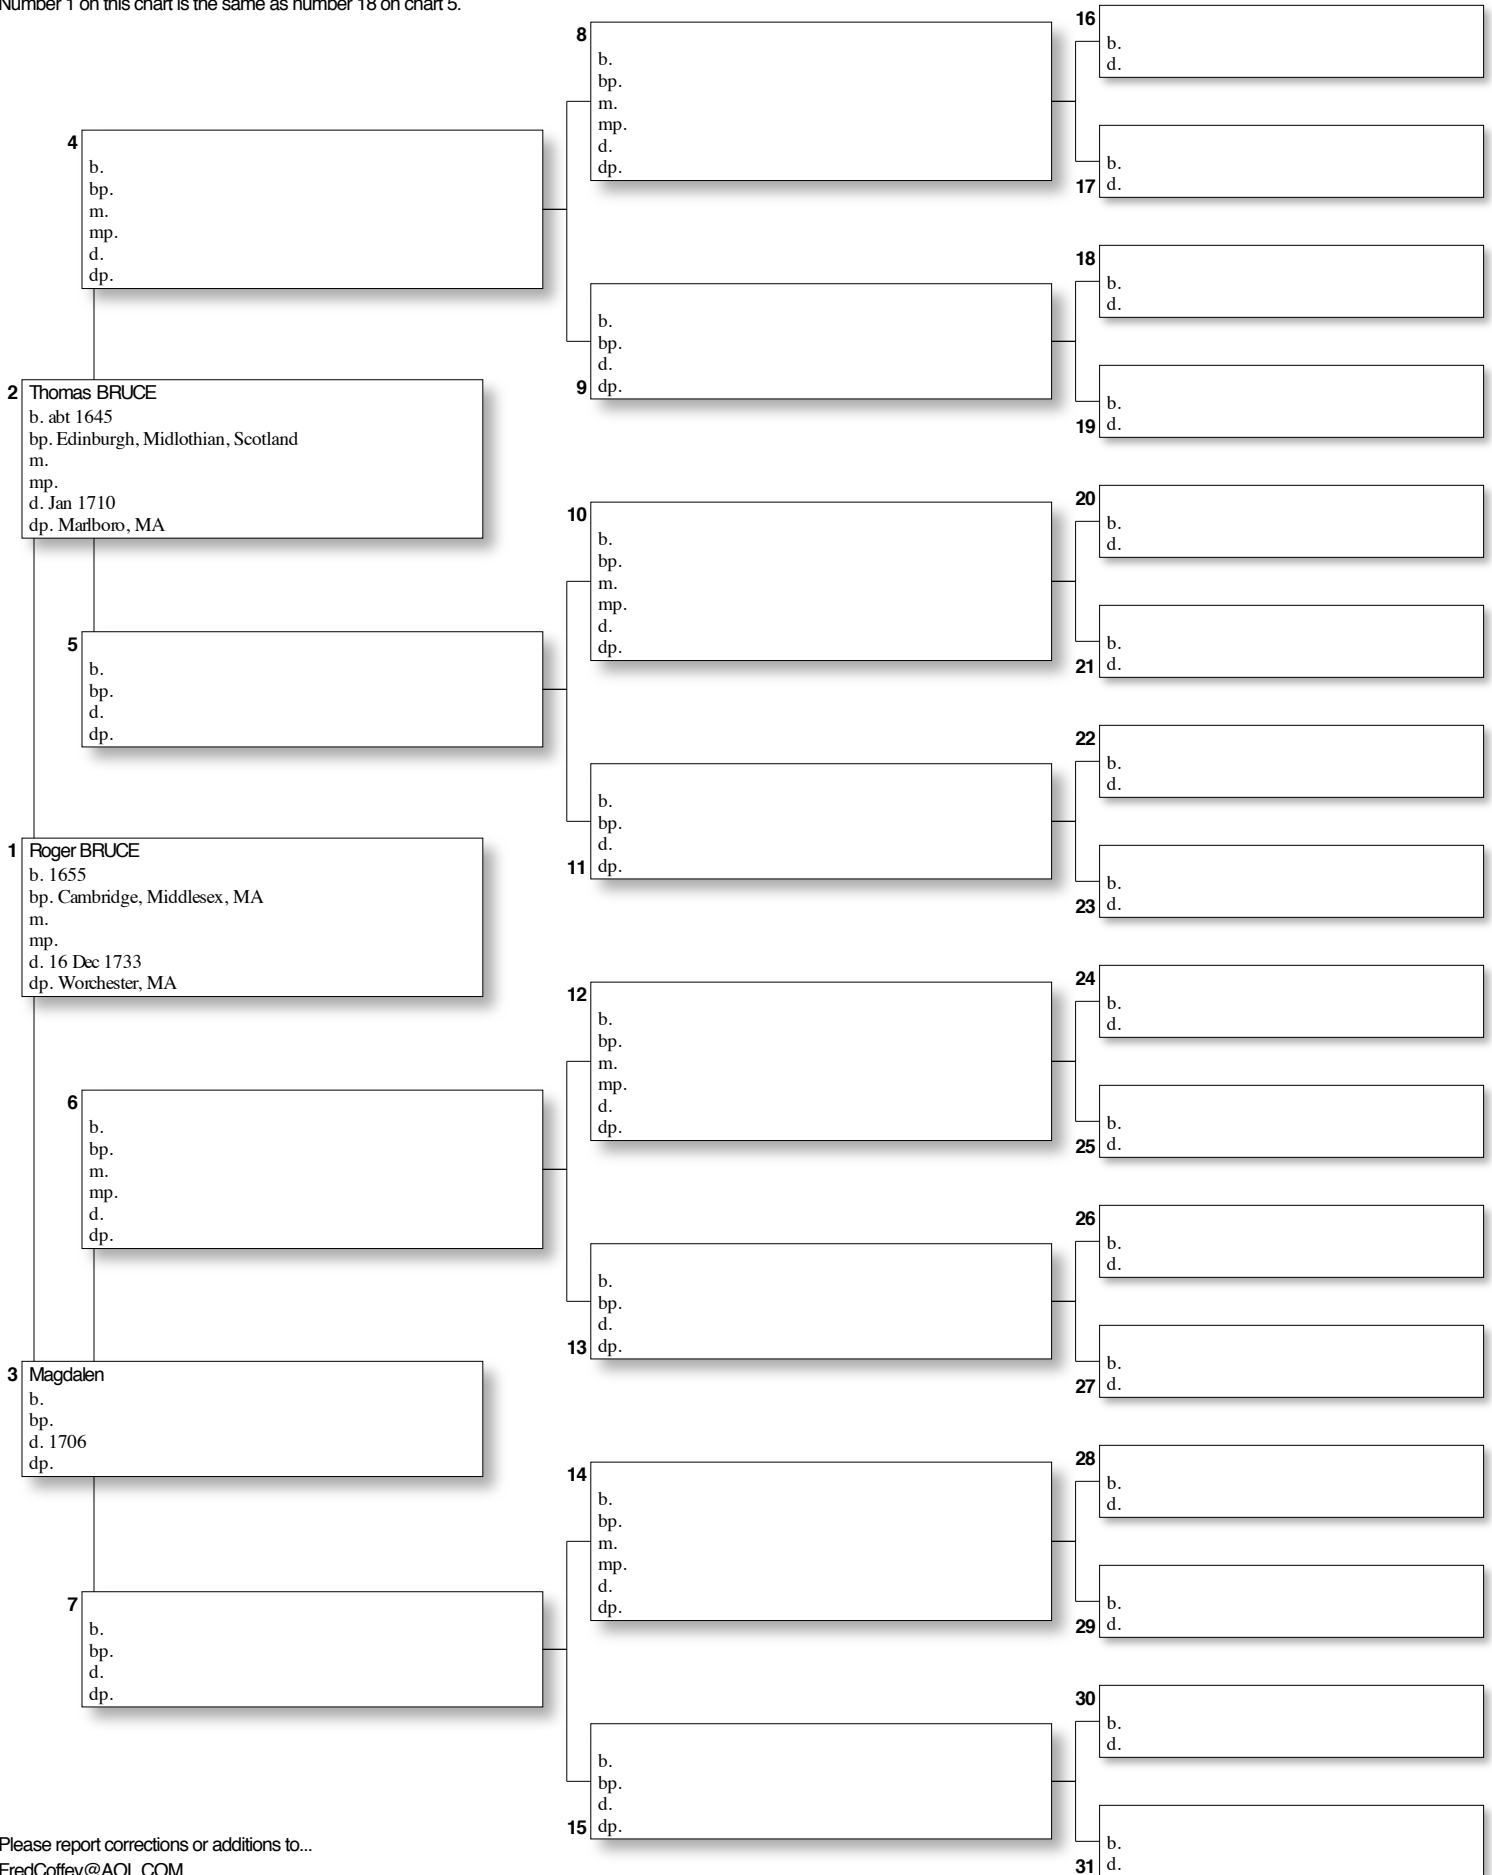 Number 1 on this chart is the same as number 18 on chart 5.
4
b.
bp.
m.
mp.
d.
dp.
2 Thomas BRUCE
b. abt 1645
bp. Edinburgh, Midlothian, Scotland
m.
mp.
d. Jan 1710
dp. Marlboro, MA
5
b.
bp.
d.
dp.
1 Roger BRUCE
b. 1655
bp. Cambridge, Middlesex, MA
m.
mp.
d. 16 Dec 1733
dp. Worchester, MA
6
b.
bp.
m.
mp.
d.
dp.
3 Magdalen
b.
bp.
d. 1706
dp.
7
b.
bp.
d.
dp.
8
b.
bp.
m.
mp.
d.
dp.
b.
bp.
d.
9 dp.
10
b.
bp.
m.
mp.
d.
dp.
b.
bp.
d.
11 dp.
12
b.
bp.
m.
mp.
d.
dp.
b.
bp.
d.
13 dp.
14
b.
bp.
m.
mp.
d.
dp.
b.
bp.
d.
15 dp.
16
b.
d.
b.
17 d.
18
b.
d.
b.
19 d.
20
b.
d.
b.
21 d.
22
b.
d.
b.
23 d.
24
b.
d.
b.
25 d.
26
b.
d.
b.
27 d.
28
b.
d.
b.
29 d.
30
b.
d.
b.
31 d.
Please report corrections or additions to...
FredCoffey@AOL.COM